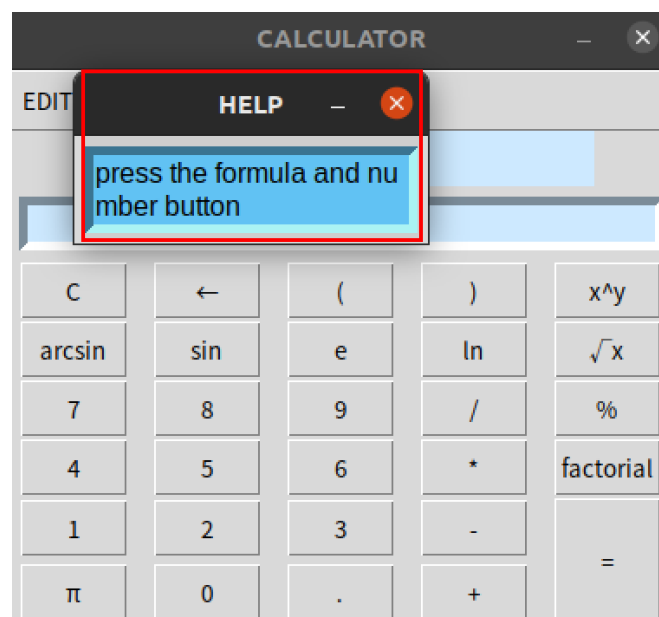 CALCULATOR
EDIT
HELP
press the formula and nu
mber button
C ← ( ) x^y
arcsin sin e ln √x
7 8 9 / %
4 5 6 * factorial
1 2 3 -
=
π 0 . +